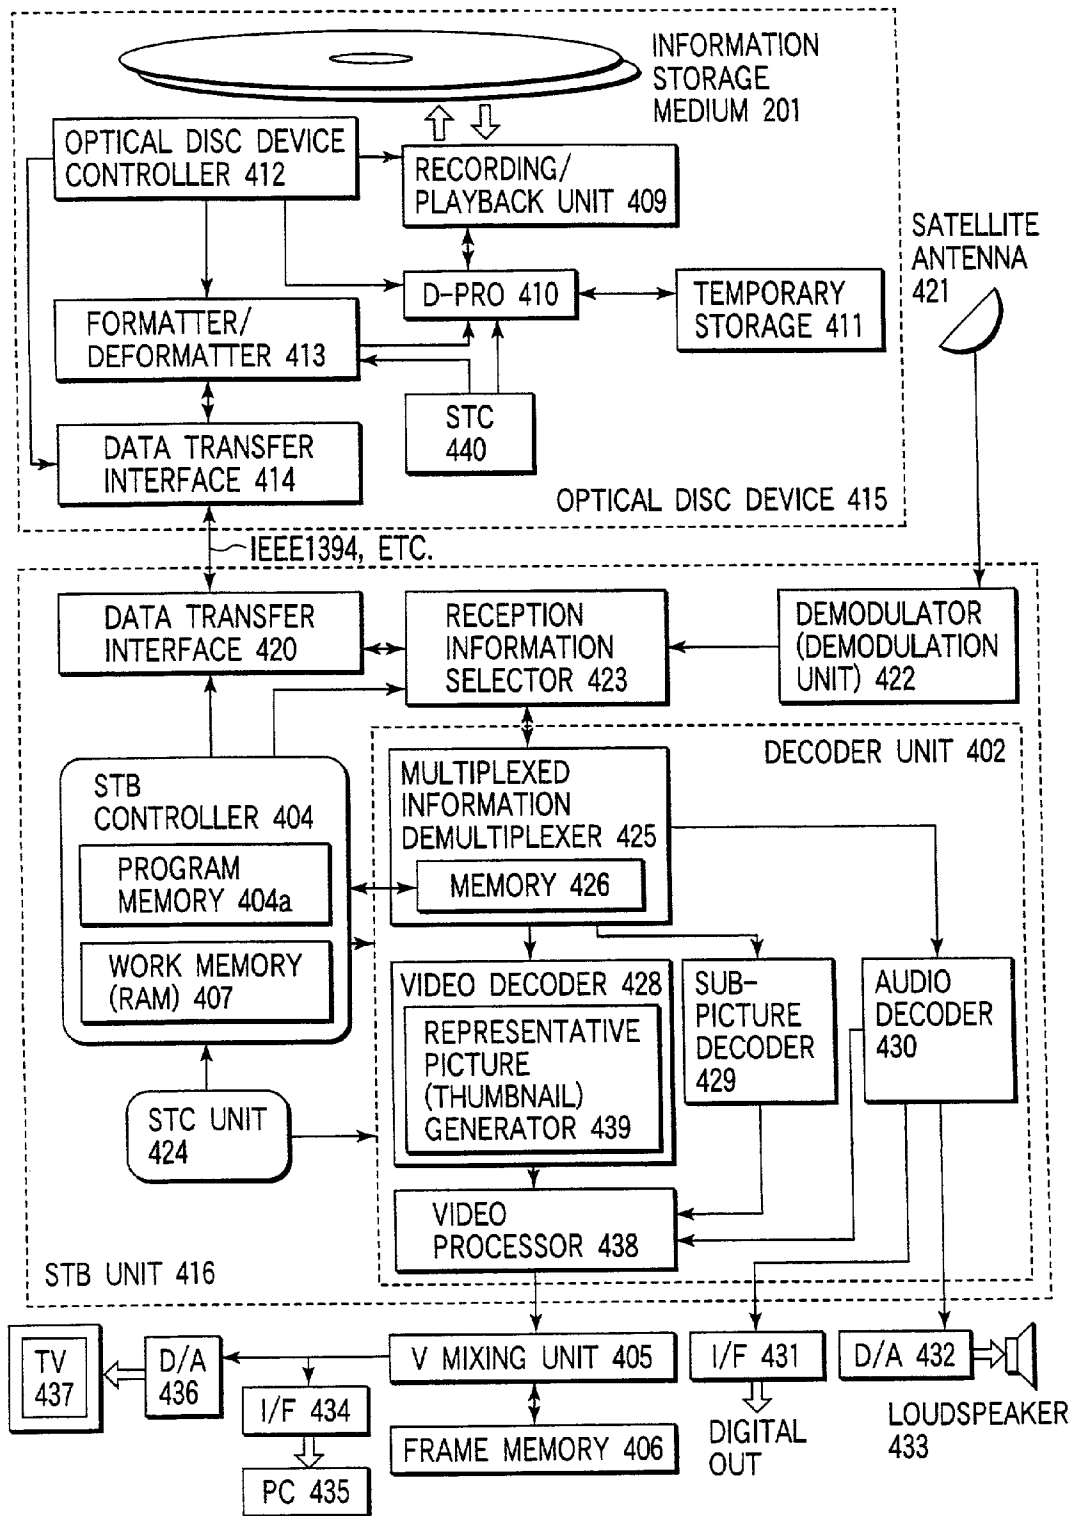 INFORMATION
STORAGE
MEDIUM 201
OPTICAL DISC DEVICE
CONTROLLER 412
RECORDING/
PLAYBACK UNIT 409
SATELLITE
ANTENNA
421
D-PRO 410
TEMPORARY
STORAGE 411
FORMATTER/
DEFORMATTER 413
STC
440
DATA TRANSFER
INTERFACE 414
OPTICAL DISC DEVICE 415
IEEE1394, ETC.
DATA TRANSFER
INTERFACE 420
RECEPTION
INFORMATION
SELECTOR 423
DEMODULATOR
(DEMODULATION
UNIT) 422
DECODER UNIT 402
STB
CONTROLLER 404
PROGRAM
MEMORY 404a
WORK MEMORY
(RAM) 407
MULTIPLEXED
INFORMATION
DEMULTIPLEXER 425
MEMORY 426
VIDEO DECODER 428
REPRESENTATIVE
PICTURE
(THUMBNAIL)
GENERATOR 439
SUB-
PICTURE
DECODER
429
AUDIO
DECODER
430
STC UNIT
424
VIDEO
PROCESSOR 438
STB UNIT 416
TV
437
D/A
436
V MIXING UNIT 405
I/F 431
D/A 432
I/F 434
FRAME MEMORY 406
DIGITAL
OUT
LOUDSPEAKER
433
PC 435